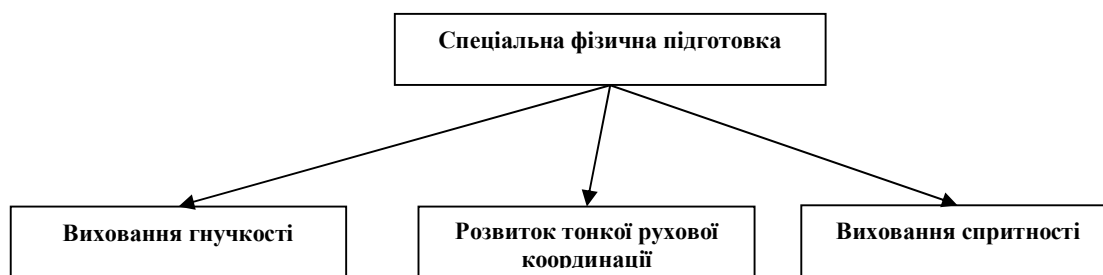 Спеціальна фізична підготовка
Виховання гнучкості
Розвиток тонкої рухової
координації
Виховання спритності